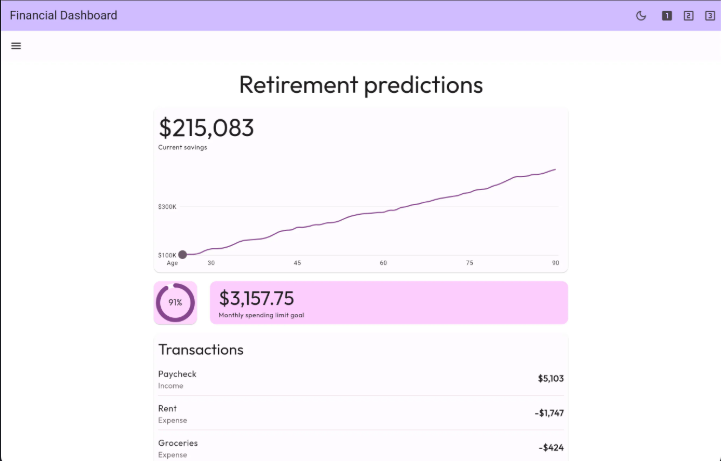 Financial Dashboard
1 2 3
Retirement predictions
$215,083
Current savings
$300K
$100K
Age 30 45 60 75 90
91%
$3,157.75
Monthly spending limit goal
Transactions
Paycheck
Income
$5,103
Rent
Expense
-$1,747
Groceries
Expense
-$424